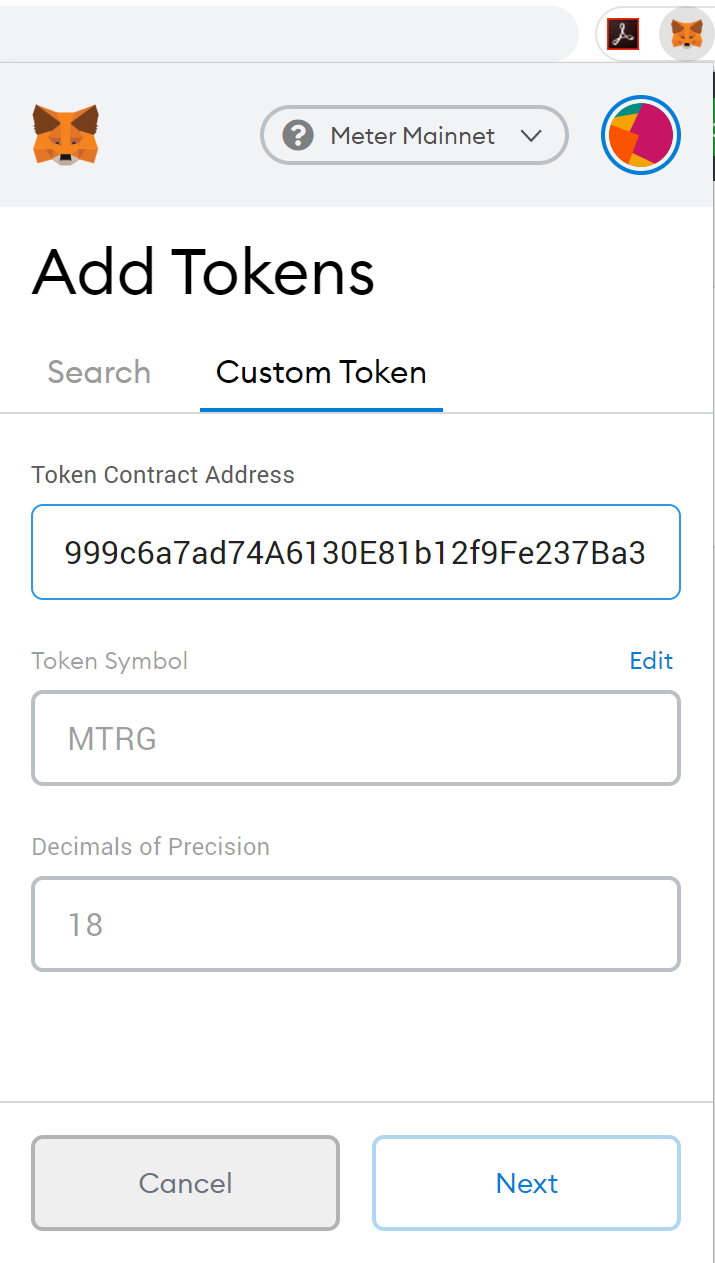 Meter Mainnet
Add Tokens
Search
Custom Token
Token Contract Address
999c6a7ad74A6130E81b12f9Fe237Ba3
Token Symbol
Edit
MTRG
Decimals of Precision
18
Cancel
Next